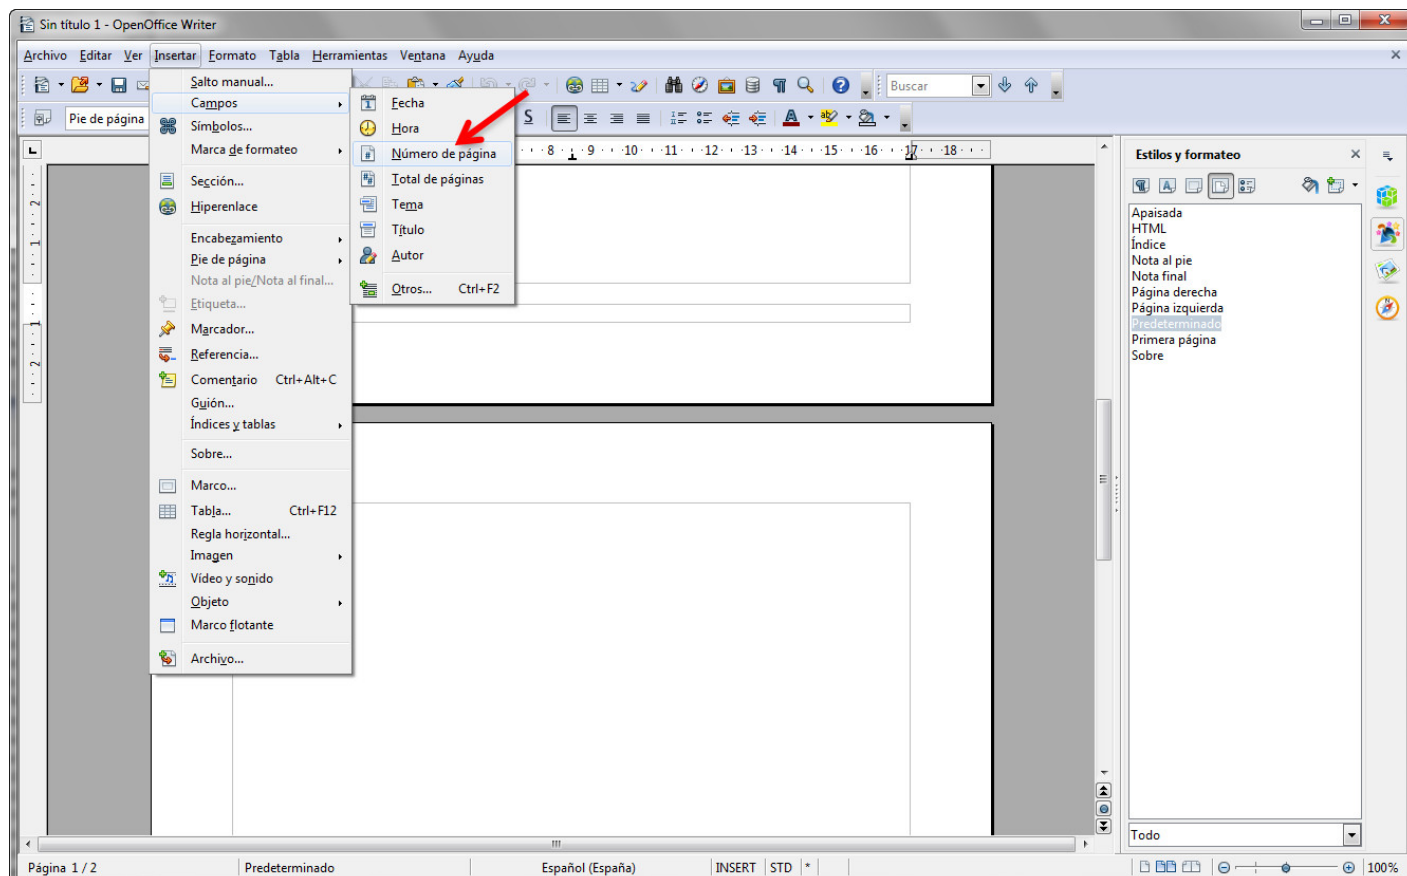 Sin título 1 - OpenOffice Writer
Archivo Editar Ver Insertar Formato Tabla Herramientas Ventana Ayuda
Buscar
Pie de página
S A
8 9 10 11 12 13 14 15 16 17 18
Salto manual...
Campos
Símbolos...
Marca de formateo
Sección...
Hiperenlace
Encabezamiento
Pie de página
Nota al pie/Nota al final...
Etiqueta...
Marcador...
Referencia...
Comentario Ctrl+Alt+C
Guión...
Índices y tablas
Sobre...
Marco...
Tabla... Ctrl+F12
Regla horizontal...
Imagen
Vídeo y sonido
Objeto
Marco flotante
Archivo...
Fecha
Hora
Número de página
Total de páginas
Tema
Título
Autor
Otros... Ctrl+F2
2
1
1
2
Estilos y formateo
Apaisada
HTML
Índice
Nota al pie
Nota final
Página derecha
Página izquierda
Predeterminado
Primera página
Sobre
Todo
Página 1 / 2 Predeterminado Español (España) INSERT STD * 100%